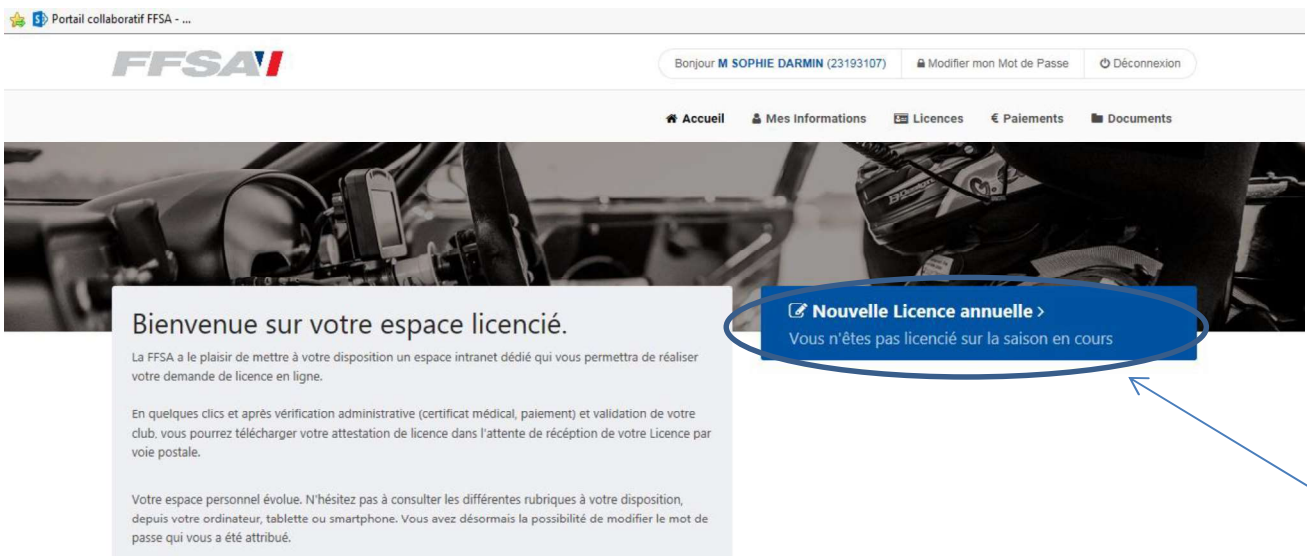 Portail collaboratif FFSA - ...
FFSA
Bonjour M SOPHIE DARMIN (23193107)
Modifier mon Mot de Passe
Déconnexion
Accueil
Mes Informations
Licences
€ Paiements
Documents
Nouvelle Licence annuelle >
Vous n'êtes pas licencié sur la saison en cours
Bienvenue sur votre espace licencié.
La FFSA a le plaisir de mettre à votre disposition un espace intranet dédié qui vous permettra de réaliser
votre demande de licence en ligne.
En quelques clics et après vérification administrative (certificat médical, paiement) et validation de votre
club, vous pourrez télécharger votre attestation de licence dans l'attente de récéption de votre Licence par
voie postale.
Votre espace personnel évolue. N'hésitez pas à consulter les différentes rubriques à votre disposition,
depuis votre ordinateur, tablette ou smartphone. Vous avez désormais la possibilité de modifier le mot de
passe qui vous a été attribué.